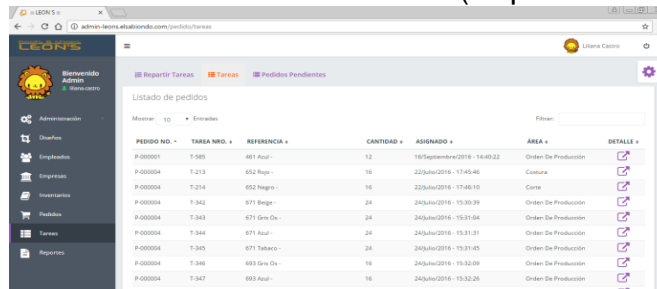 :: LEON'S ::
admin-leons.elsabiondo.com/pedido/tareas
LEON'S
Liliana Castro
Bienvenido
Admin
liliana.castro
Repartir Tareas Tareas Pedidos Pendientes
Listado de pedidos
Administración
Mostrar 10 Entradas Filtrar:
Diseños
PEDIDO NO. TAREA NRO. REFERENCIA CANTIDAD ASIGNADO ÁREA DETALLE
Empleados
P-000001 T-585 461 Azul - 12 16/Septiembre/2016 - 14:40:22 Orden De Producción
Empresas
P-000004 T-213 652 Rojo - 16 22/Julio/2016 - 17:45:46 Costura
P-000004 T-214 652 Negro - 16 22/Julio/2016 - 17:46:10 Corte
Inventarios
P-000004 T-342 671 Beige - 24 24/Julio/2016 - 15:30:39 Orden De Producción
Pedidos
P-000004 T-343 671 Gris Os - 24 24/Julio/2016 - 15:31:04 Orden De Producción
Tareas
P-000004 T-344 671 Azul - 24 24/Julio/2016 - 15:31:31 Orden De Producción
Reportes
P-000004 T-345 671 Tabaco - 24 24/Julio/2016 - 15:31:45 Orden De Producción
P-000004 T-346 693 Gris Os - 16 24/Julio/2016 - 15:32:09 Orden De Producción
P-000004 T-347 693 Azul - 16 24/Julio/2016 - 15:32:26 Orden De Producción